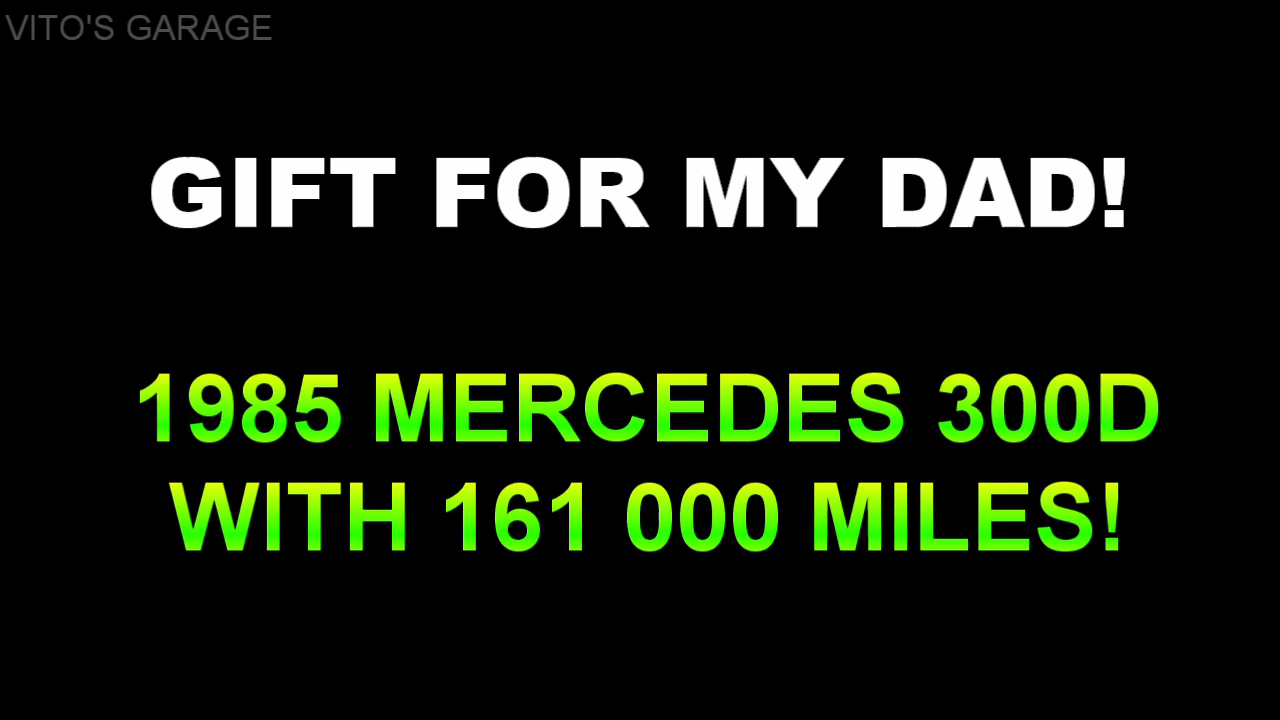 VITO'S GARAGE
GIFT FOR MY DAD!
1985 MERCEDES 300D
WITH 161 000 MILES!